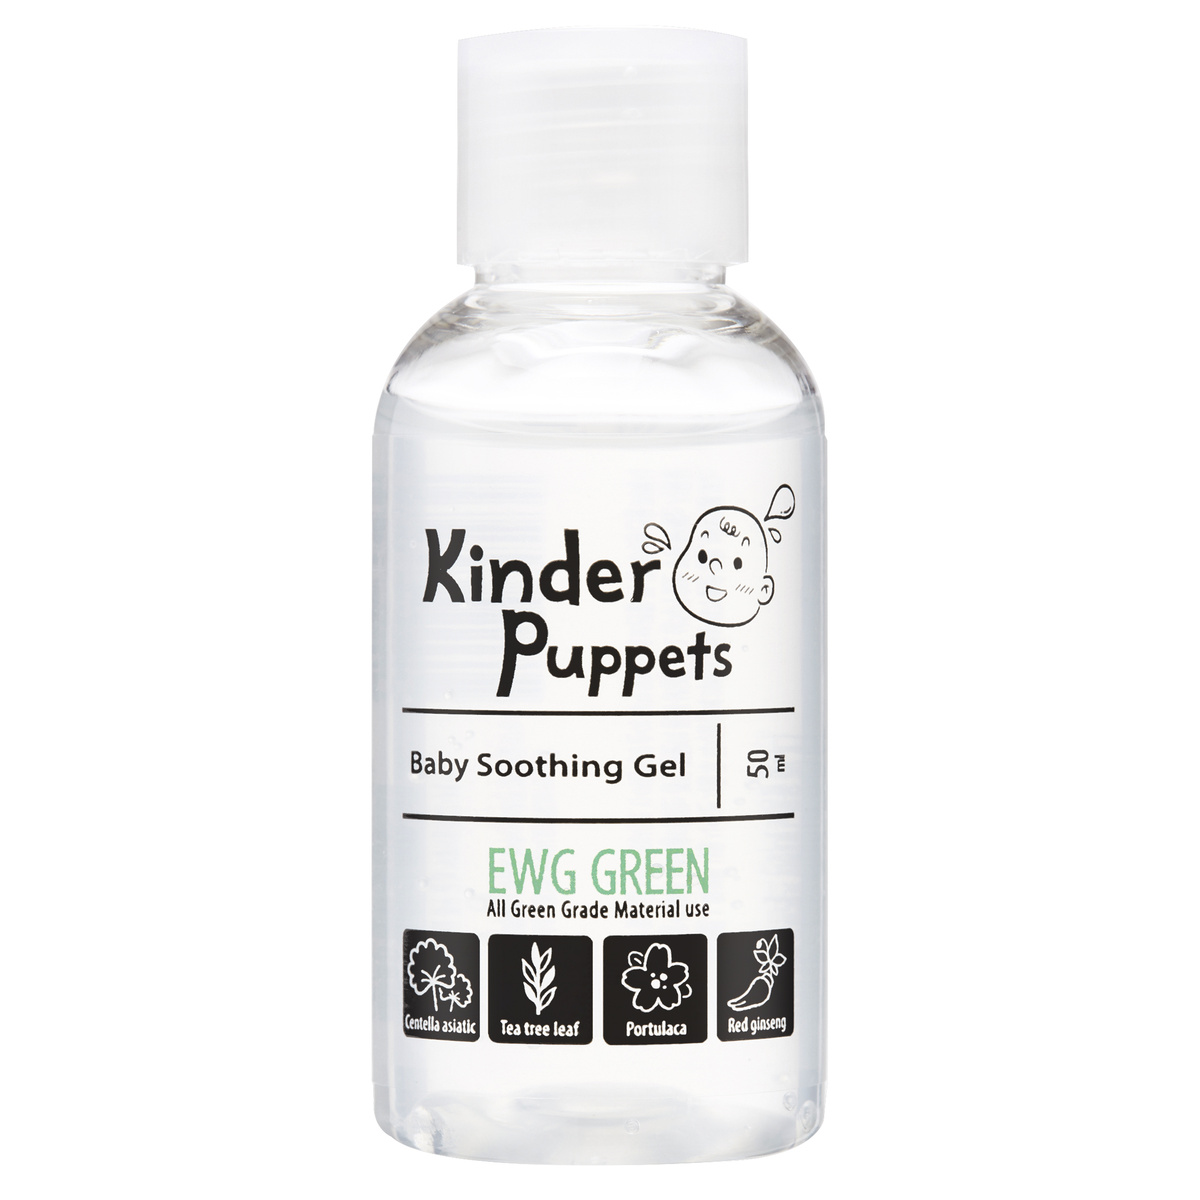 Kinder
Puppets
Baby Soothing Gel
50 ml
EWG GREEN
All Green Grade Material use
Centella asiatic
Tea tree leaf
Portulaca
Red ginseng